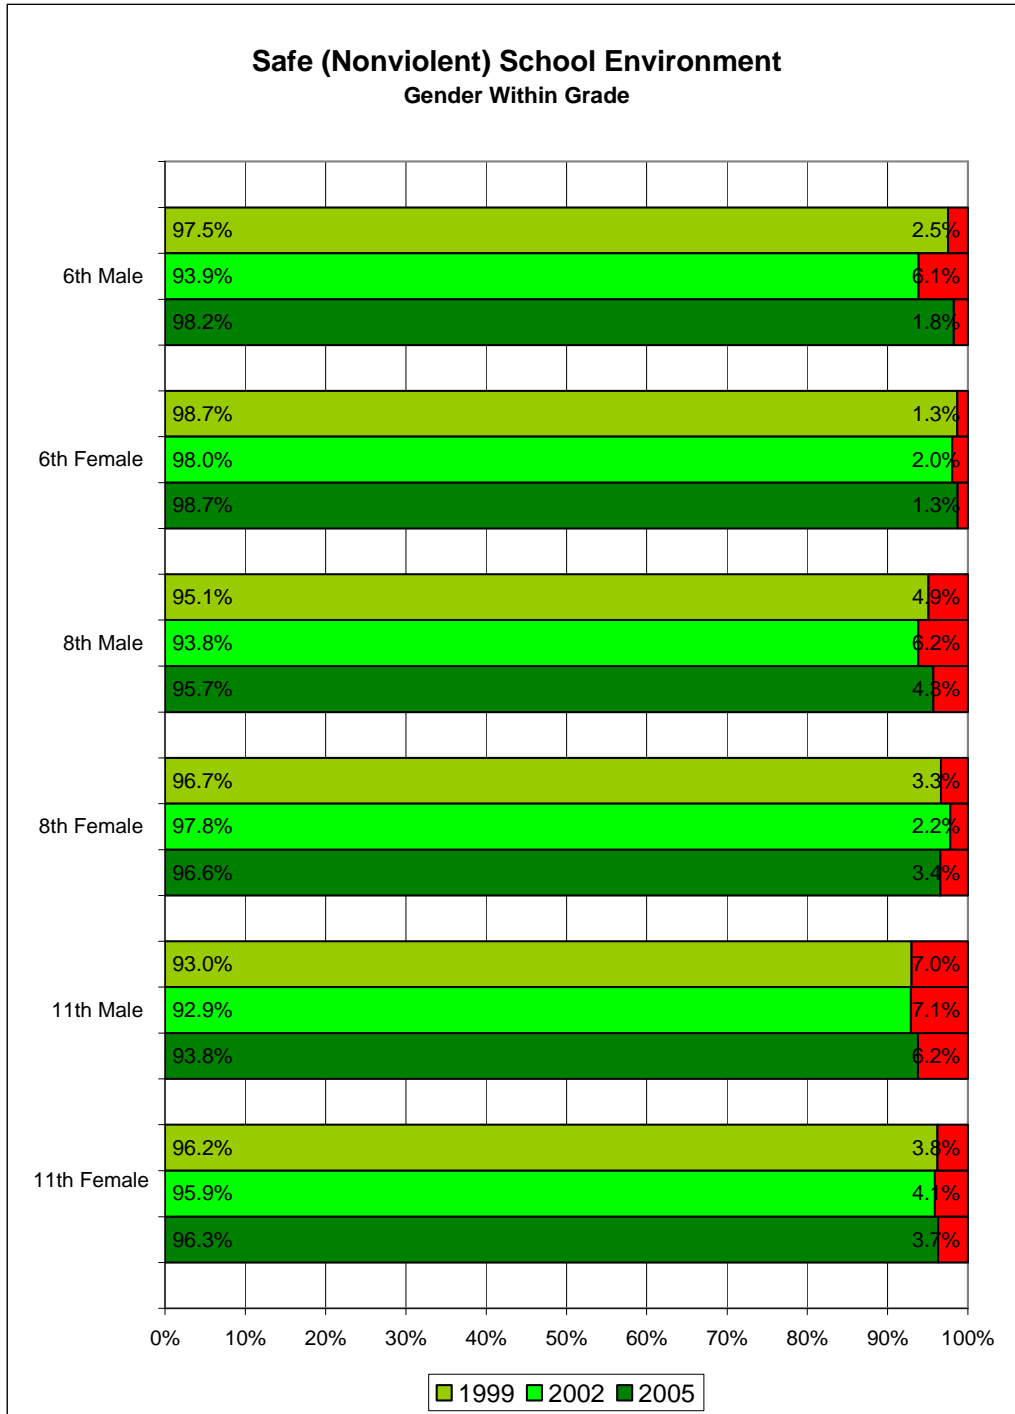 Safe (Nonviolent) School Environment
Gender Within Grade
97.5% 2.5%
6th Male 93.9% 6.1%
98.2% 1.8%
98.7% 1.3%
6th Female 98.0% 2.0%
98.7% 1.3%
95.1% 4.9%
8th Male 93.8% 6.2%
95.7% 4.3%
96.7% 3.3%
8th Female 97.8% 2.2%
96.6% 3.4%
93.0% 7.0%
11th Male 92.9% 7.1%
93.8% 6.2%
96.2% 3.8%
11th Female 95.9% 4.1%
96.3% 3.7%
0% 10% 20% 30% 40% 50% 60% 70% 80% 90% 100%
1999 2002 2005